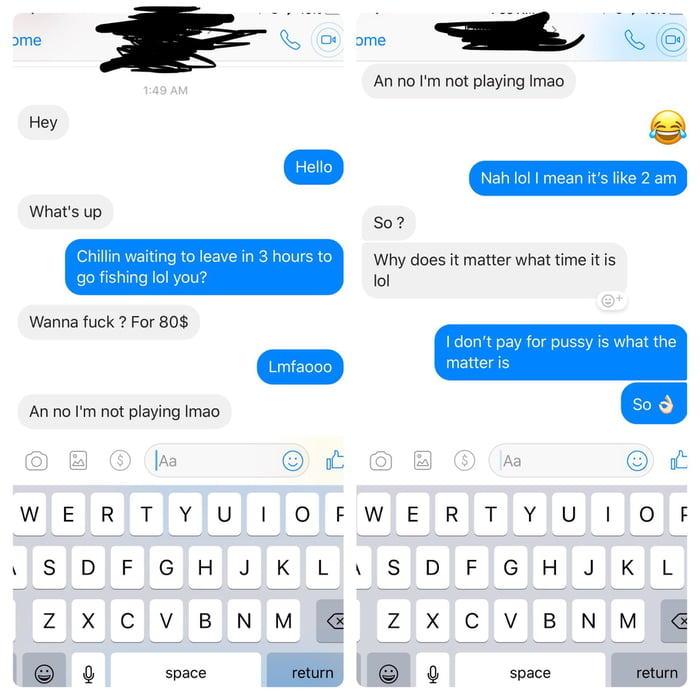 ome
1:49 AM
Hey
Hello
What's up
Chillin waiting to leave in 3 hours to
go fishing lol you?
Wanna fuck ? For 80$
Lmfaooo
An no I'm not playing lmao
Aa
W E R T Y U I O P
S D F G H J K L
Z X C V B N M
space
return
ome
An no I'm not playing lmao
😂
Nah lol I mean it's like 2 am
So ?
Why does it matter what time it is
lol
I don't pay for pussy is what the
matter is
So 👌🏻
Aa
W E R T Y U I O P
S D F G H J K L
Z X C V B N M
space
return